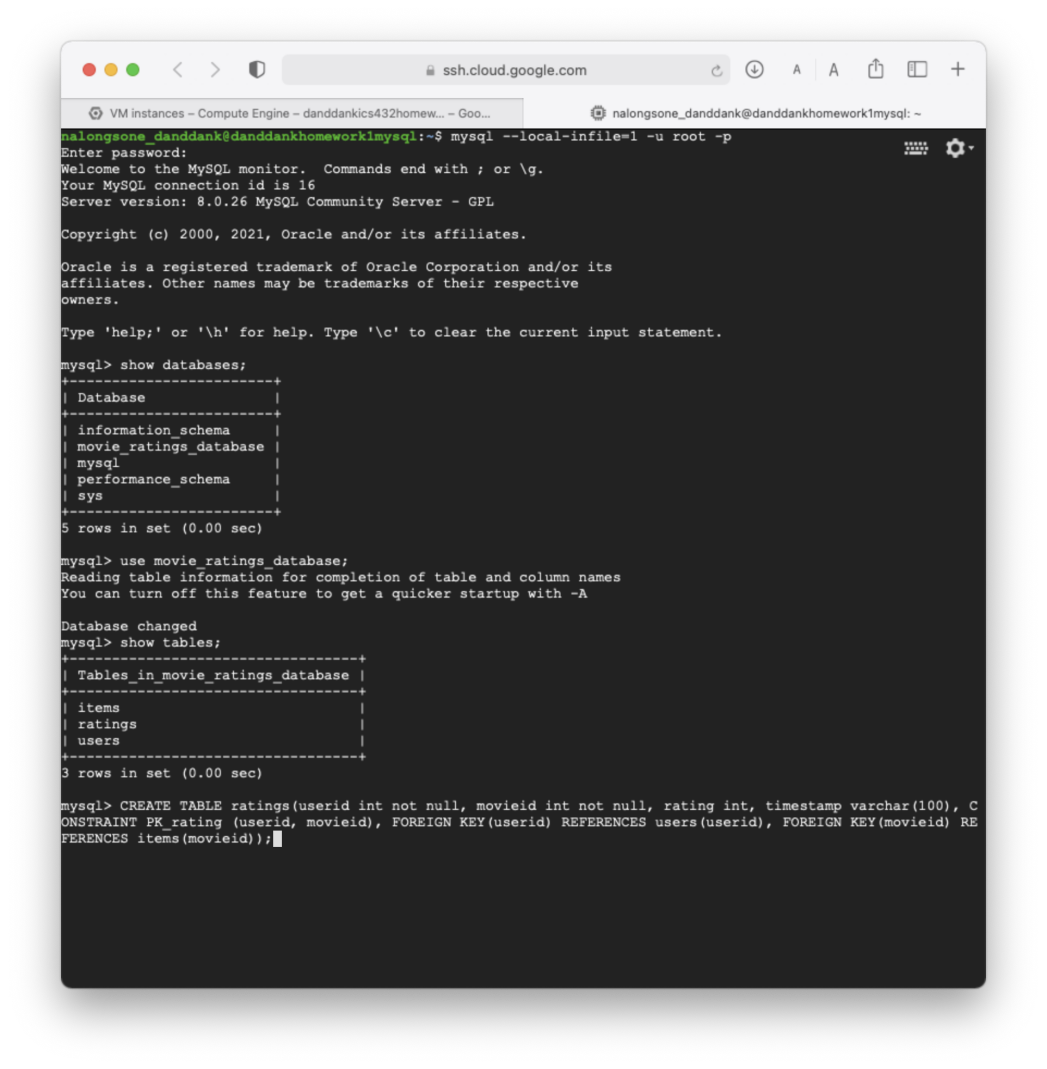 ssh.cloud.google.com
A A
VM instances – Compute Engine – danddankics432homew... – Goo...
nalongsone_danddank@danddankhomework1mysql: ~
nalongsone_danddank@danddankhomework1mysql:~$ mysql --local-infile=1 -u root -p
Enter password:
Welcome to the MySQL monitor.  Commands end with ; or \g.
Your MySQL connection id is 16
Server version: 8.0.26 MySQL Community Server - GPL
Copyright (c) 2000, 2021, Oracle and/or its affiliates.
Oracle is a registered trademark of Oracle Corporation and/or its
affiliates. Other names may be trademarks of their respective
owners.
Type 'help;' or '\h' for help. Type '\c' to clear the current input statement.
mysql> show databases;
+------------------------+
| Database               |
+------------------------+
| information_schema     |
| movie_ratings_database |
| mysql                  |
| performance_schema     |
| sys                    |
+------------------------+
5 rows in set (0.00 sec)
mysql> use movie_ratings_database;
Reading table information for completion of table and column names
You can turn off this feature to get a quicker startup with -A
Database changed
mysql> show tables;
+----------------------------------+
| Tables_in_movie_ratings_database |
+----------------------------------+
| items                            |
| ratings                          |
| users                            |
+----------------------------------+
3 rows in set (0.00 sec)
mysql> CREATE TABLE ratings(userid int not null, movieid int not null, rating int, timestamp varchar(100), C
ONSTRAINT PK_rating (userid, movieid), FOREIGN KEY(userid) REFERENCES users(userid), FOREIGN KEY(movieid) RE
FERENCES items(movieid));